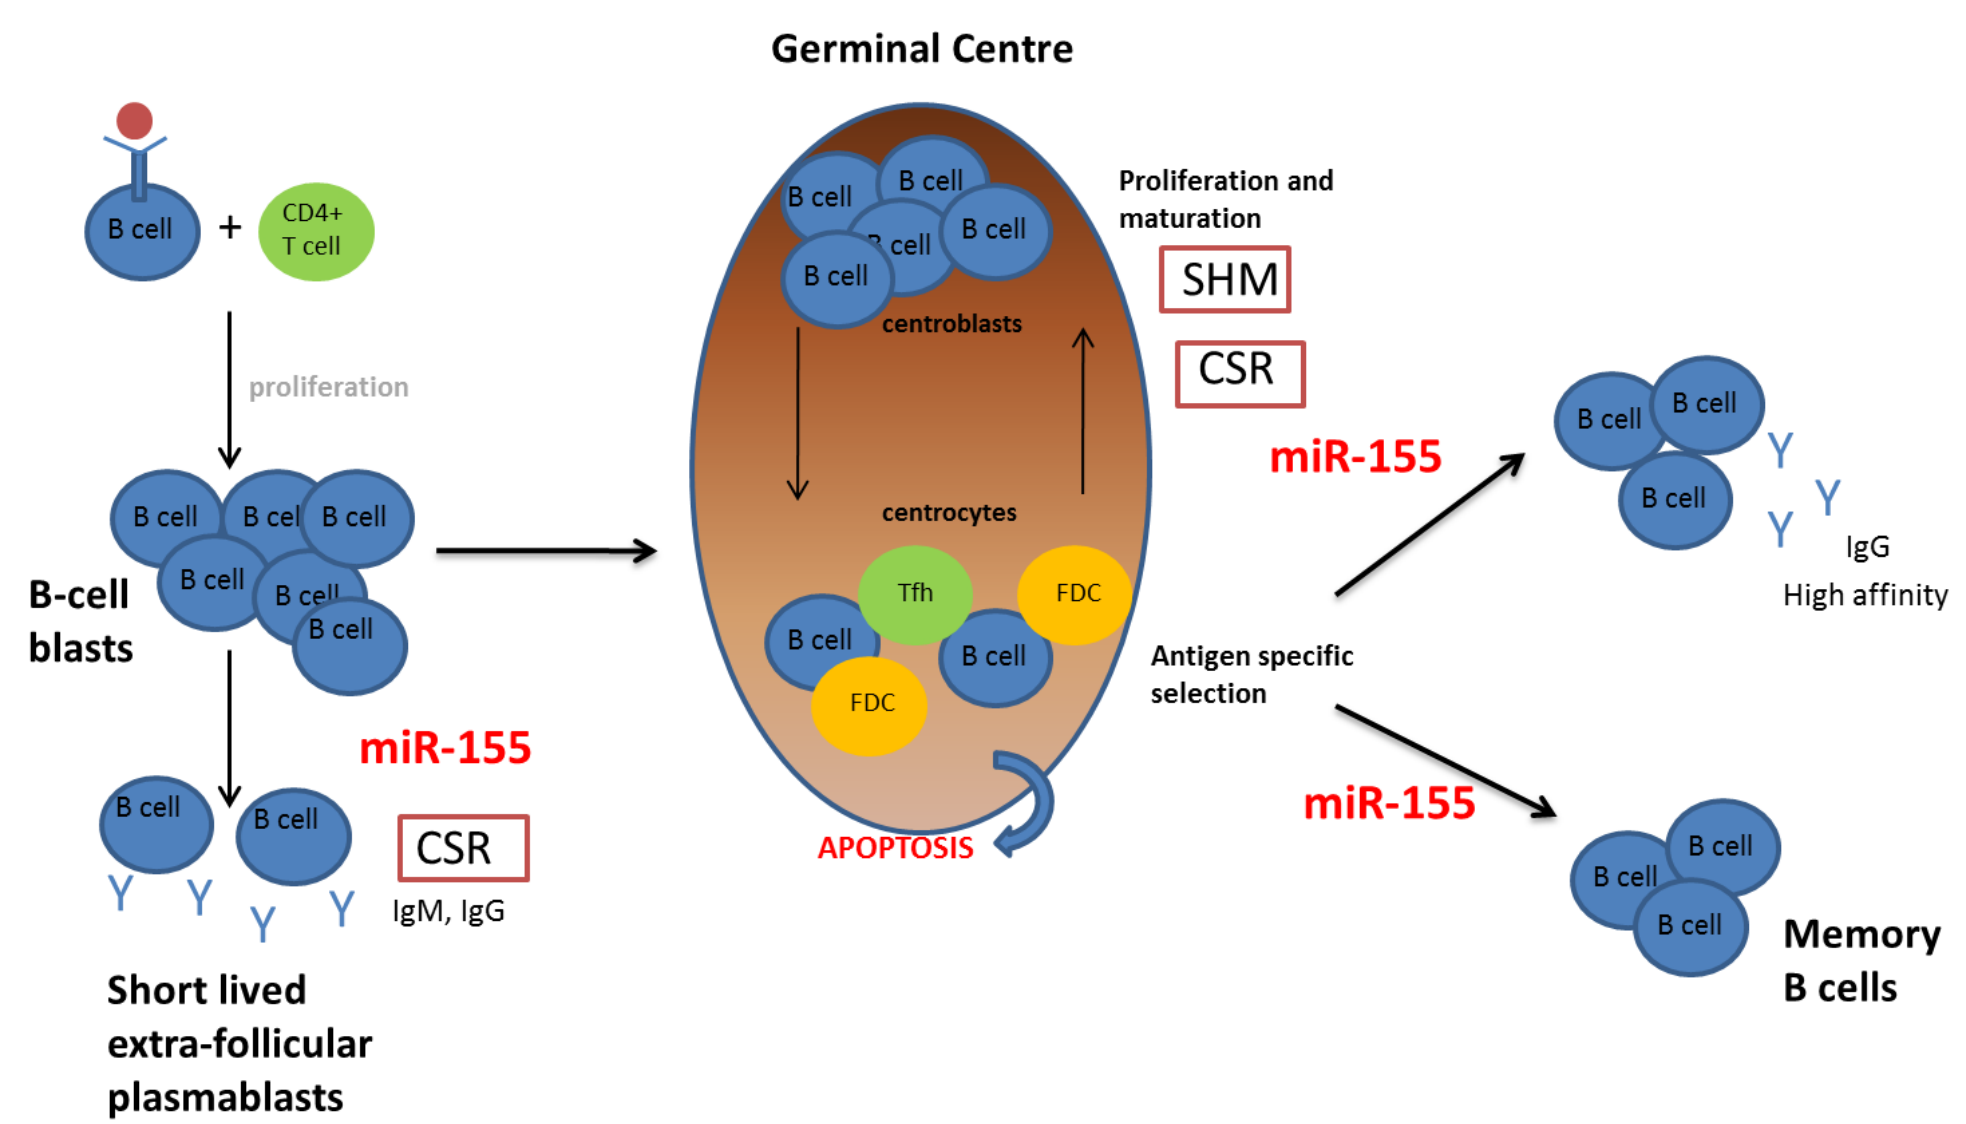 Germinal Centre
B cell
+
CD4+
T cell
proliferation
B cell
B cel
B cell
B cell
B cell
B cell
B-cell
blasts
miR-155
B cell
B cell
CSR
IgM, IgG
Short lived
extra-follicular
plasmablasts
B cell
B cell
B cell
B cell
B cell
centroblasts
centrocytes
Tfh
FDC
B cell
B cell
FDC
APOPTOSIS
Proliferation and
maturation
SHM
CSR
miR-155
Antigen specific
selection
miR-155
B cell
B cell
B cell
IgG
High affinity
B cell
B cell
B cell
Memory
B cells